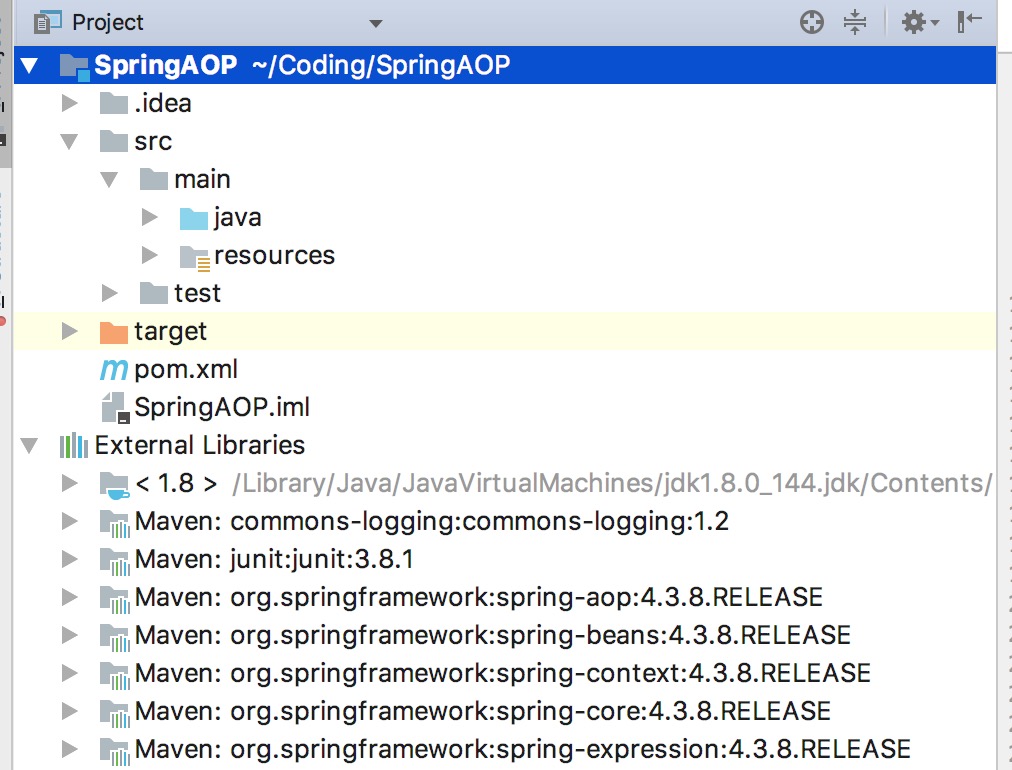 Project
SpringAOP ~/Coding/SpringAOP
.idea
src
main
java
resources
test
target
pom.xml
SpringAOP.iml
External Libraries
< 1.8 > /Library/Java/JavaVirtualMachines/jdk1.8.0_144.jdk/Contents/
Maven: commons-logging:commons-logging:1.2
Maven: junit:junit:3.8.1
Maven: org.springframework:spring-aop:4.3.8.RELEASE
Maven: org.springframework:spring-beans:4.3.8.RELEASE
Maven: org.springframework:spring-context:4.3.8.RELEASE
Maven: org.springframework:spring-core:4.3.8.RELEASE
Maven: org.springframework:spring-expression:4.3.8.RELEASE